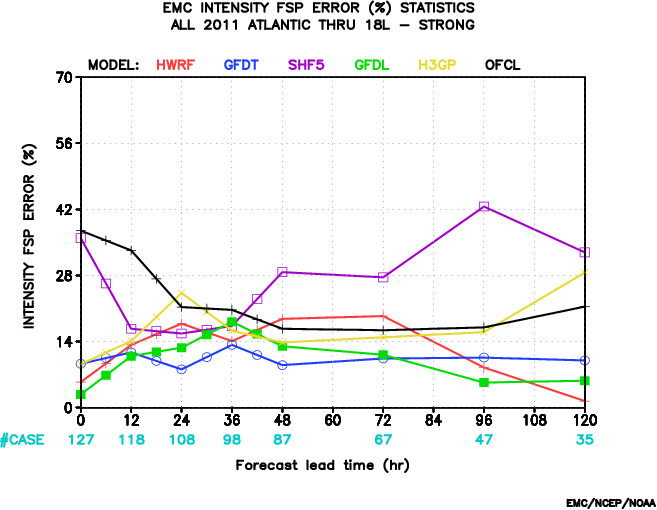 EMC INTENSITY FSP ERROR (%) STATISTICS
ALL 2011 ATLANTIC THRU 18L – STRONG
MODEL: HWRF GFDT SHF5 GFDL H3GP OFCL
70
56
42
28
14
0
INTENSITY FSP ERROR (%)
0 12 24 36 48 60 72 84 96 108 120
#CASE 127 118 108 98 87 67 47 35
Forecast lead time (hr)
EMC/NCEP/NOAA